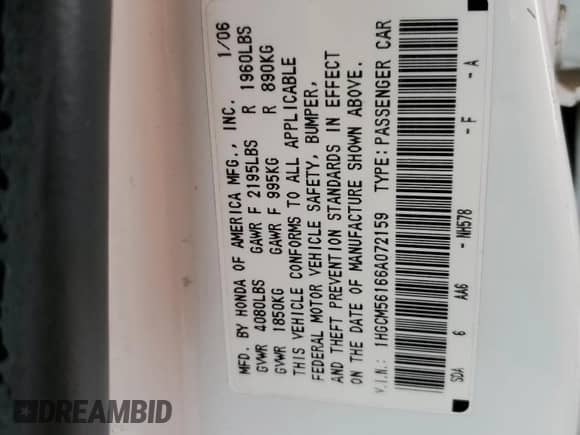 MFD. BY HONDA OF AMERICA MFG., INC. 1/06
GVWR 4080LBS GAWR F 2195LBS R 1960LBS
GVWR 1850KG GAWR F 995KG R 890KG
THIS VEHICLE CONFORMS TO ALL APPLICABLE
FEDERAL MOTOR VEHICLE SAFETY, BUMPER,
AND THEFT PREVENTION STANDARDS IN EFFECT
ON THE DATE OF MANUFACTURE SHOWN ABOVE.
V.I.N.: 1HGCM56166A072159 TYPE: PASSENGER CAR
SDA 6 AA6 -NH578 -F -A
DREAMBID